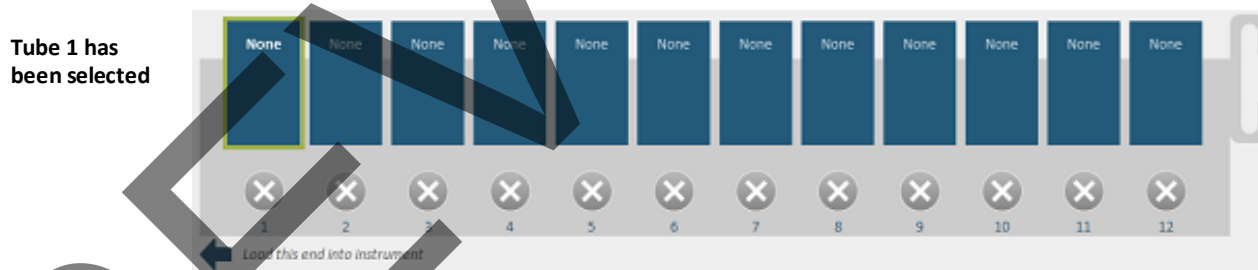 Tube 1 has
been selected
None None None None None None None None None None None None
1 2 3 4 5 6 7 8 9 10 11 12
Load this end into instrument